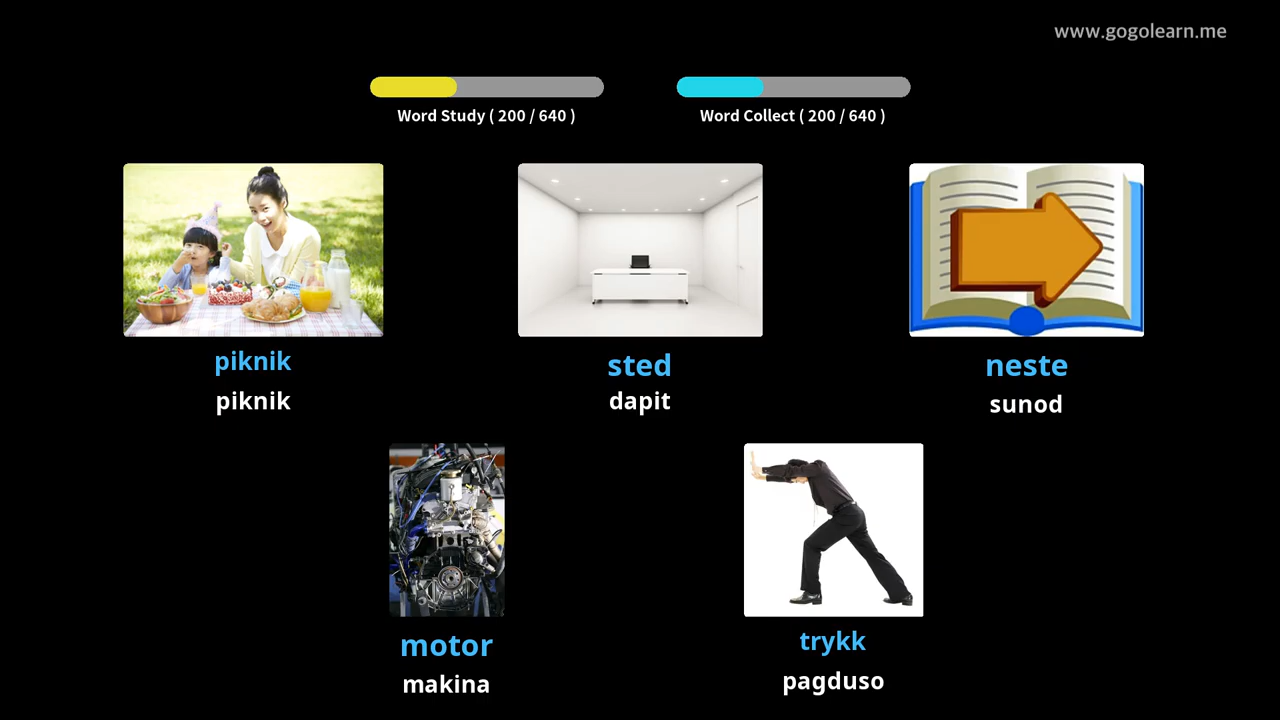 www.gogolearn.me
Word Study ( 200 / 640 )
Word Collect ( 200 / 640 )
piknik
piknik
sted
dapit
neste
sunod
motor
makina
trykk
pagduso